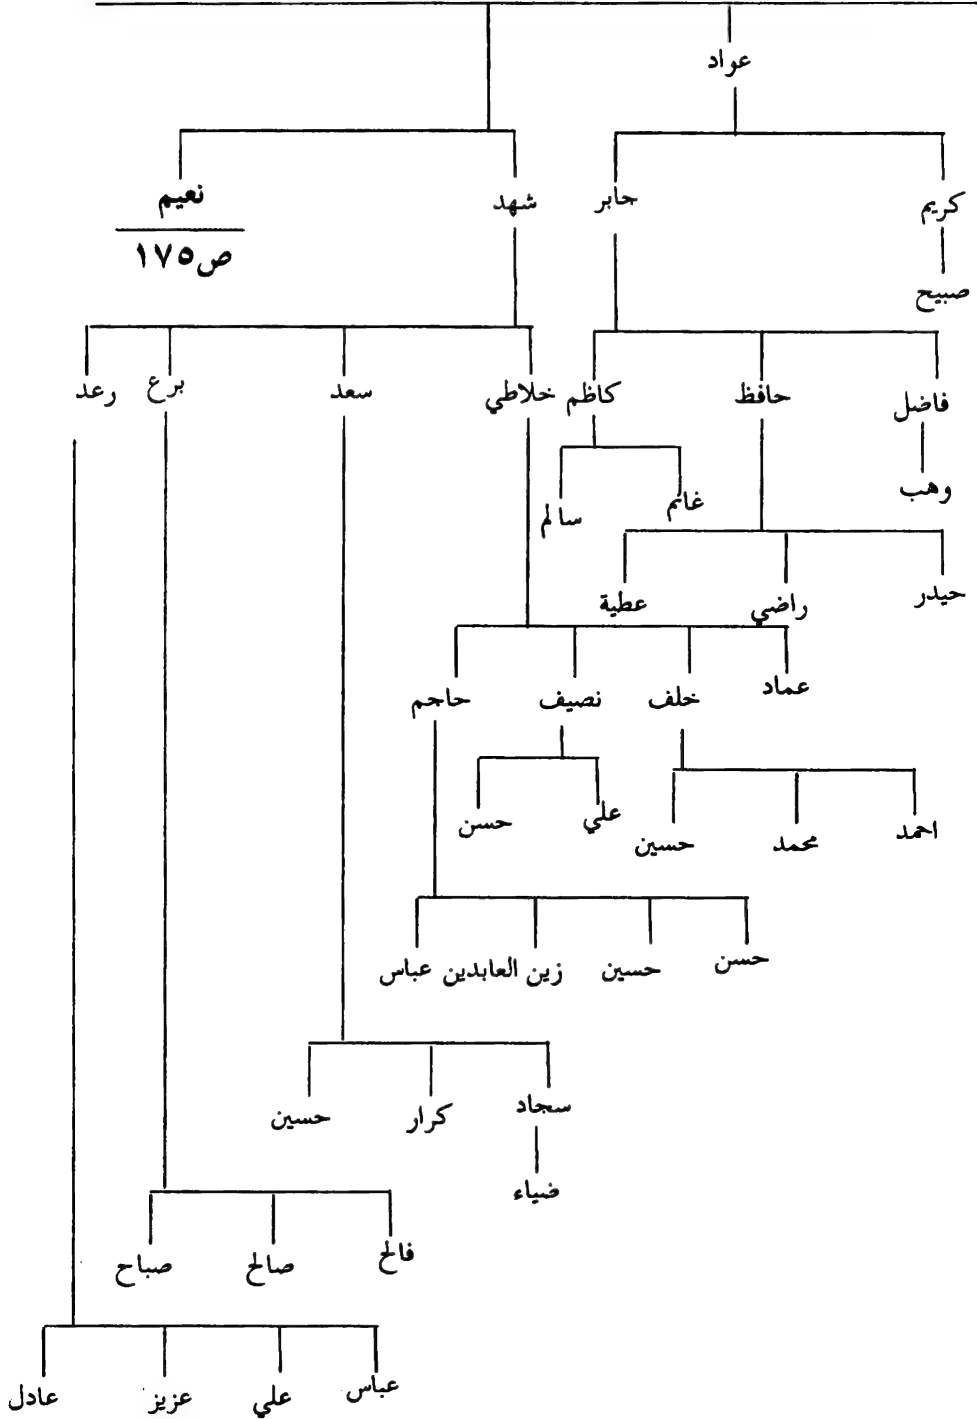 عواد
كريم
جابر
شهد
نعيم
ص١٧٥
صبيح
فاضل
حافظ
كاظم
خلاطي
سعد
برع
رعد
وهب
غانم
سالم
حيدر
راضي
عطية
عماد
خلف
نصيف
حاجم
احمد
محمد
حسين
علي
حسن
حسن
حسين
زين العابدين
عباس
سجاد
كرار
حسين
ضياء
فالح
صالح
صباح
عباس
علي
عزيز
عادل